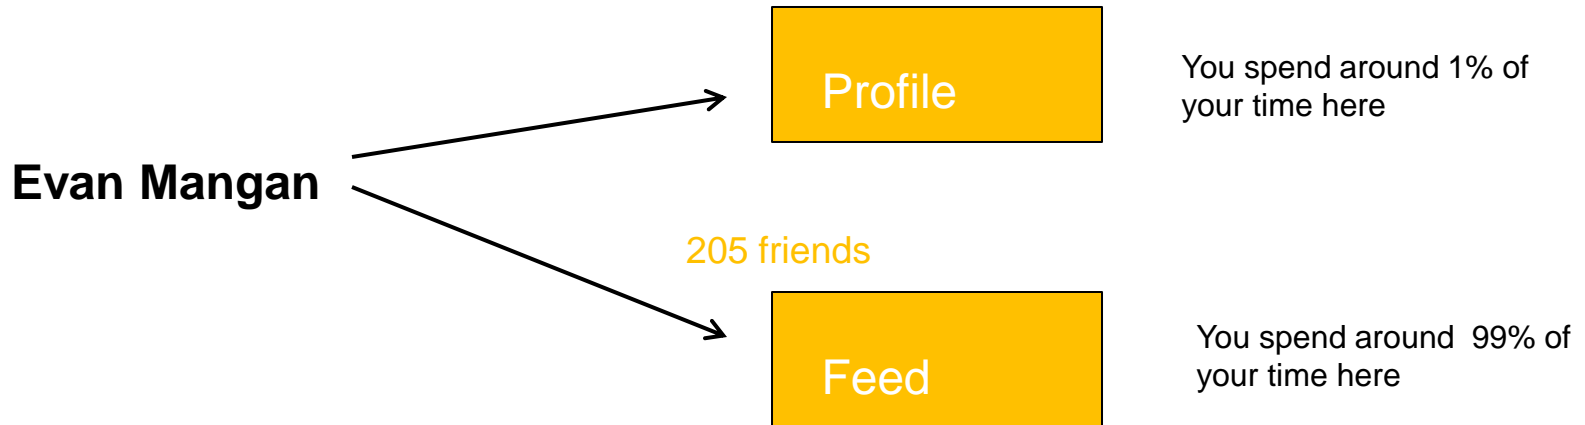 Profile
You spend around 1% of
your time here
Evan Mangan
205 friends
Feed
You spend around  99% of
your time here